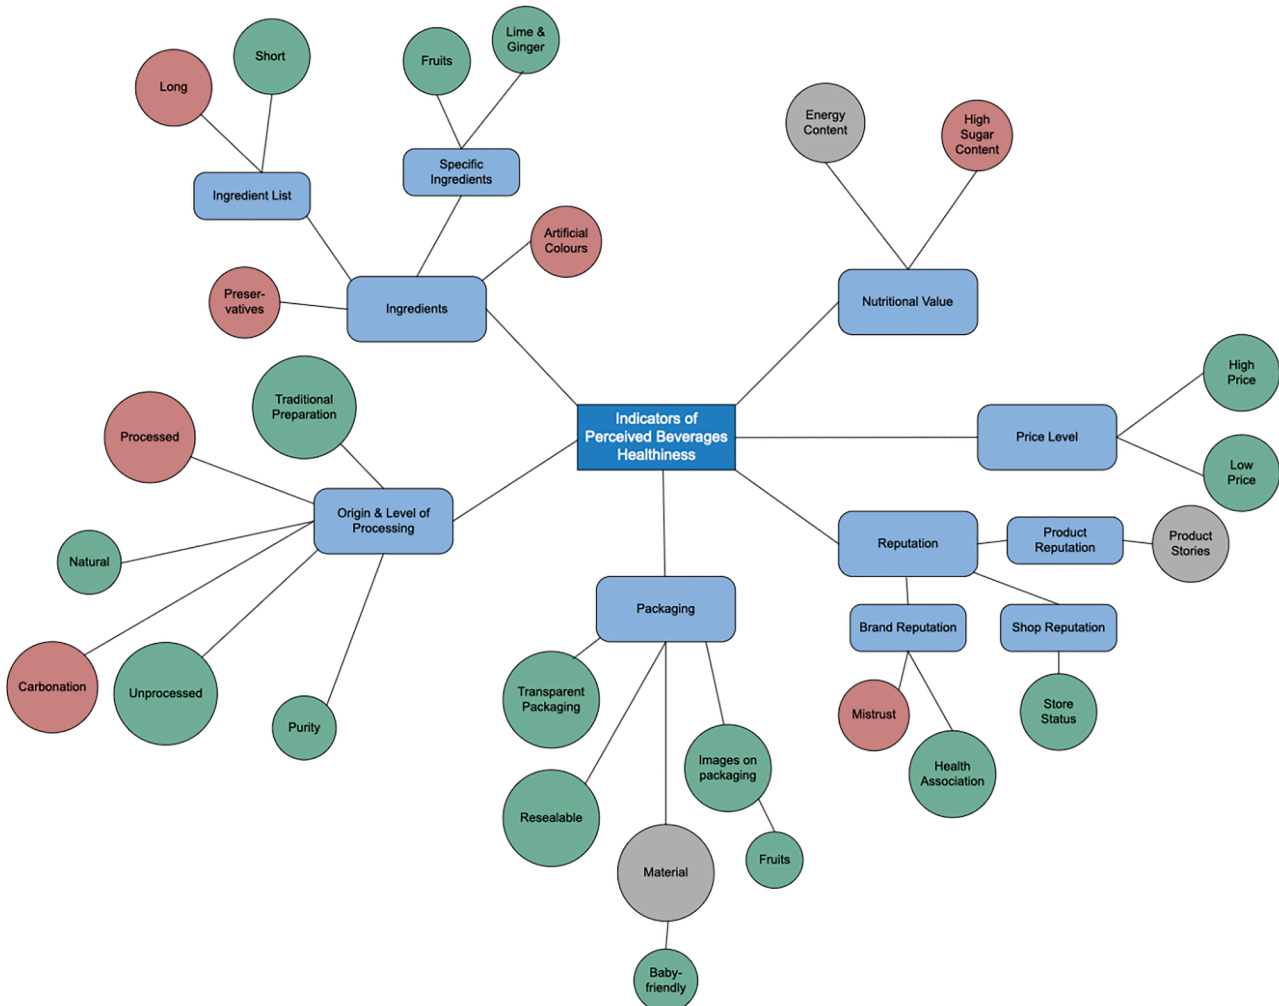 Long
Short
Fruits
Lime &
Ginger
Energy
Content
High
Sugar
Content
Ingredient List
Specific
Ingredients
Artificial
Colours
Preser-
vatives
Ingredients
Nutritional Value
Traditional
Preparation
Processed
Indicators of
Perceived Beverages
Healthiness
Price Level
High
Price
Low
Price
Origin & Level of
Processing
Natural
Carbonation
Unprocessed
Purity
Reputation
Product
Reputation
Product
Stories
Brand Reputation
Shop Reputation
Mistrust
Health
Association
Store
Status
Packaging
Transparent
Packaging
Resealable
Images on
packaging
Material
Fruits
Baby-
friendly